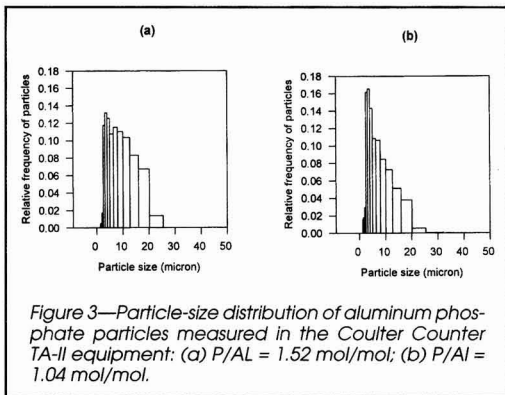 (a)
Relative frequency of particles
0.18
0.16
0.14
0.12
0.10
0.08
0.06
0.04
0.02
0.00
0 10 20 30 40 50
Particle size (micron)
(b)
Relative frequency of particles
0.18
0.16
0.14
0.12
0.10
0.08
0.06
0.04
0.02
0.00
0 10 20 30 40 50
Particle size (micron)
Figure 3—Particle-size distribution of aluminum phos-
phate particles measured in the Coulter Counter
TA-II equipment: (a) P/AL = 1.52 mol/mol; (b) P/Al =
1.04 mol/mol.